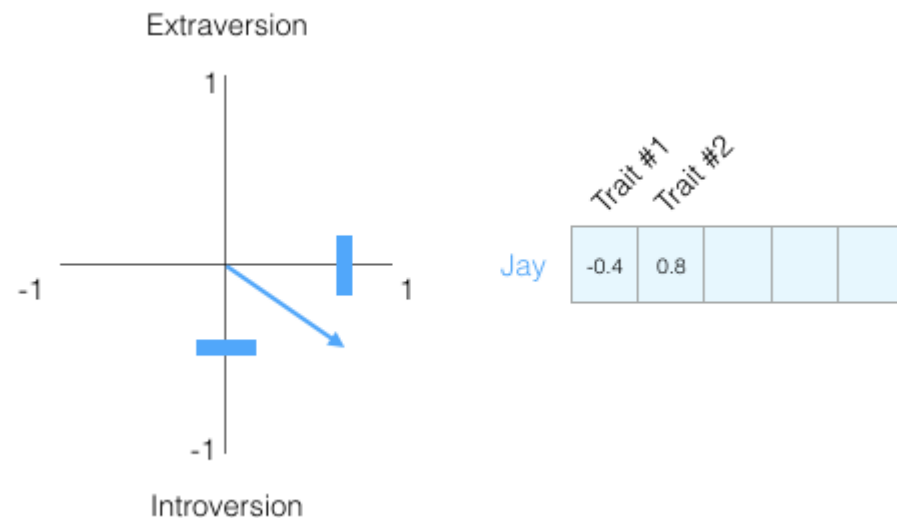 Extraversion
1
-1
1
-1
Introversion
Trait #1
Trait #2
Jay
-0.4
0.8